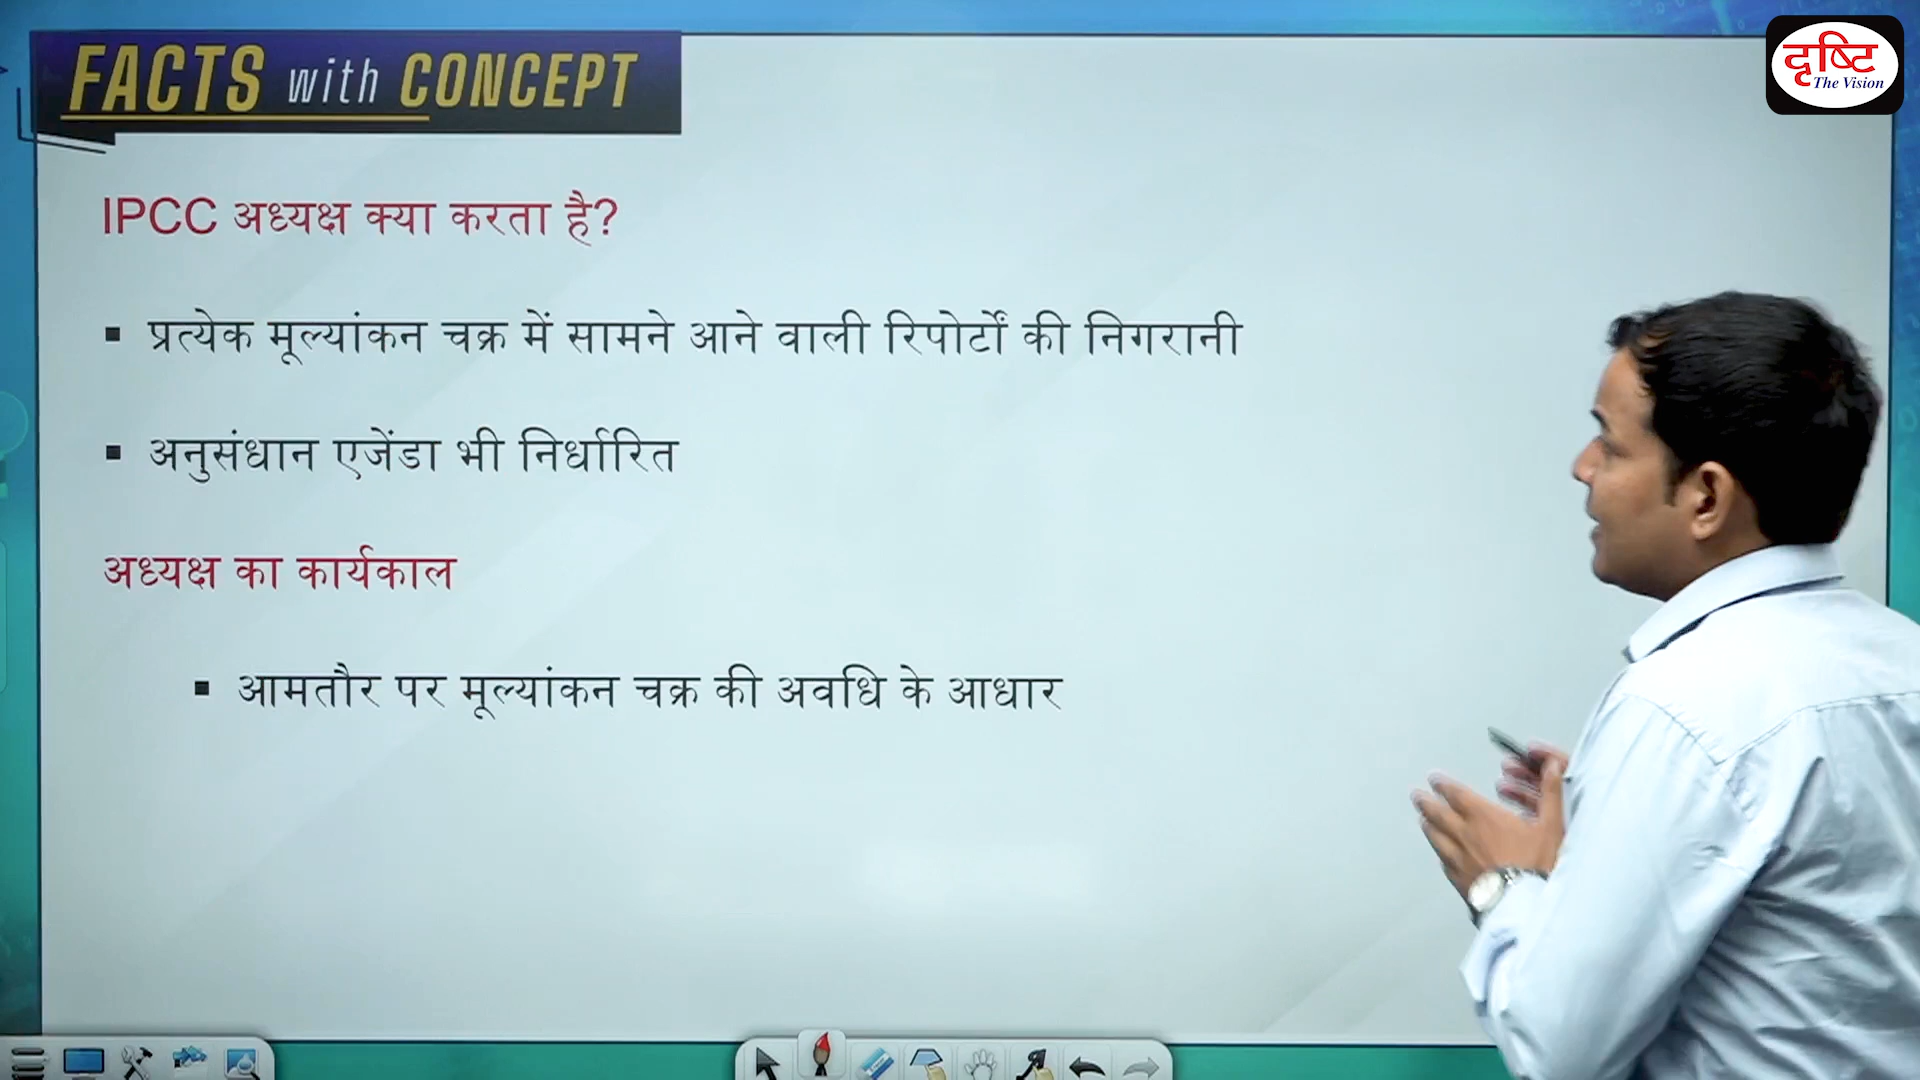 FACTS with CONCEPT
दृष्टि
The Vision
IPCC अध्यक्ष क्या करता है?
▪ प्रत्येक मूल्यांकन चक्र में सामने आने वाली रिपोर्टों की निगरानी
▪ अनुसंधान एजेंडा भी निर्धारित
अध्यक्ष का कार्यकाल
▪ आमतौर पर मूल्यांकन चक्र की अवधि के आधार